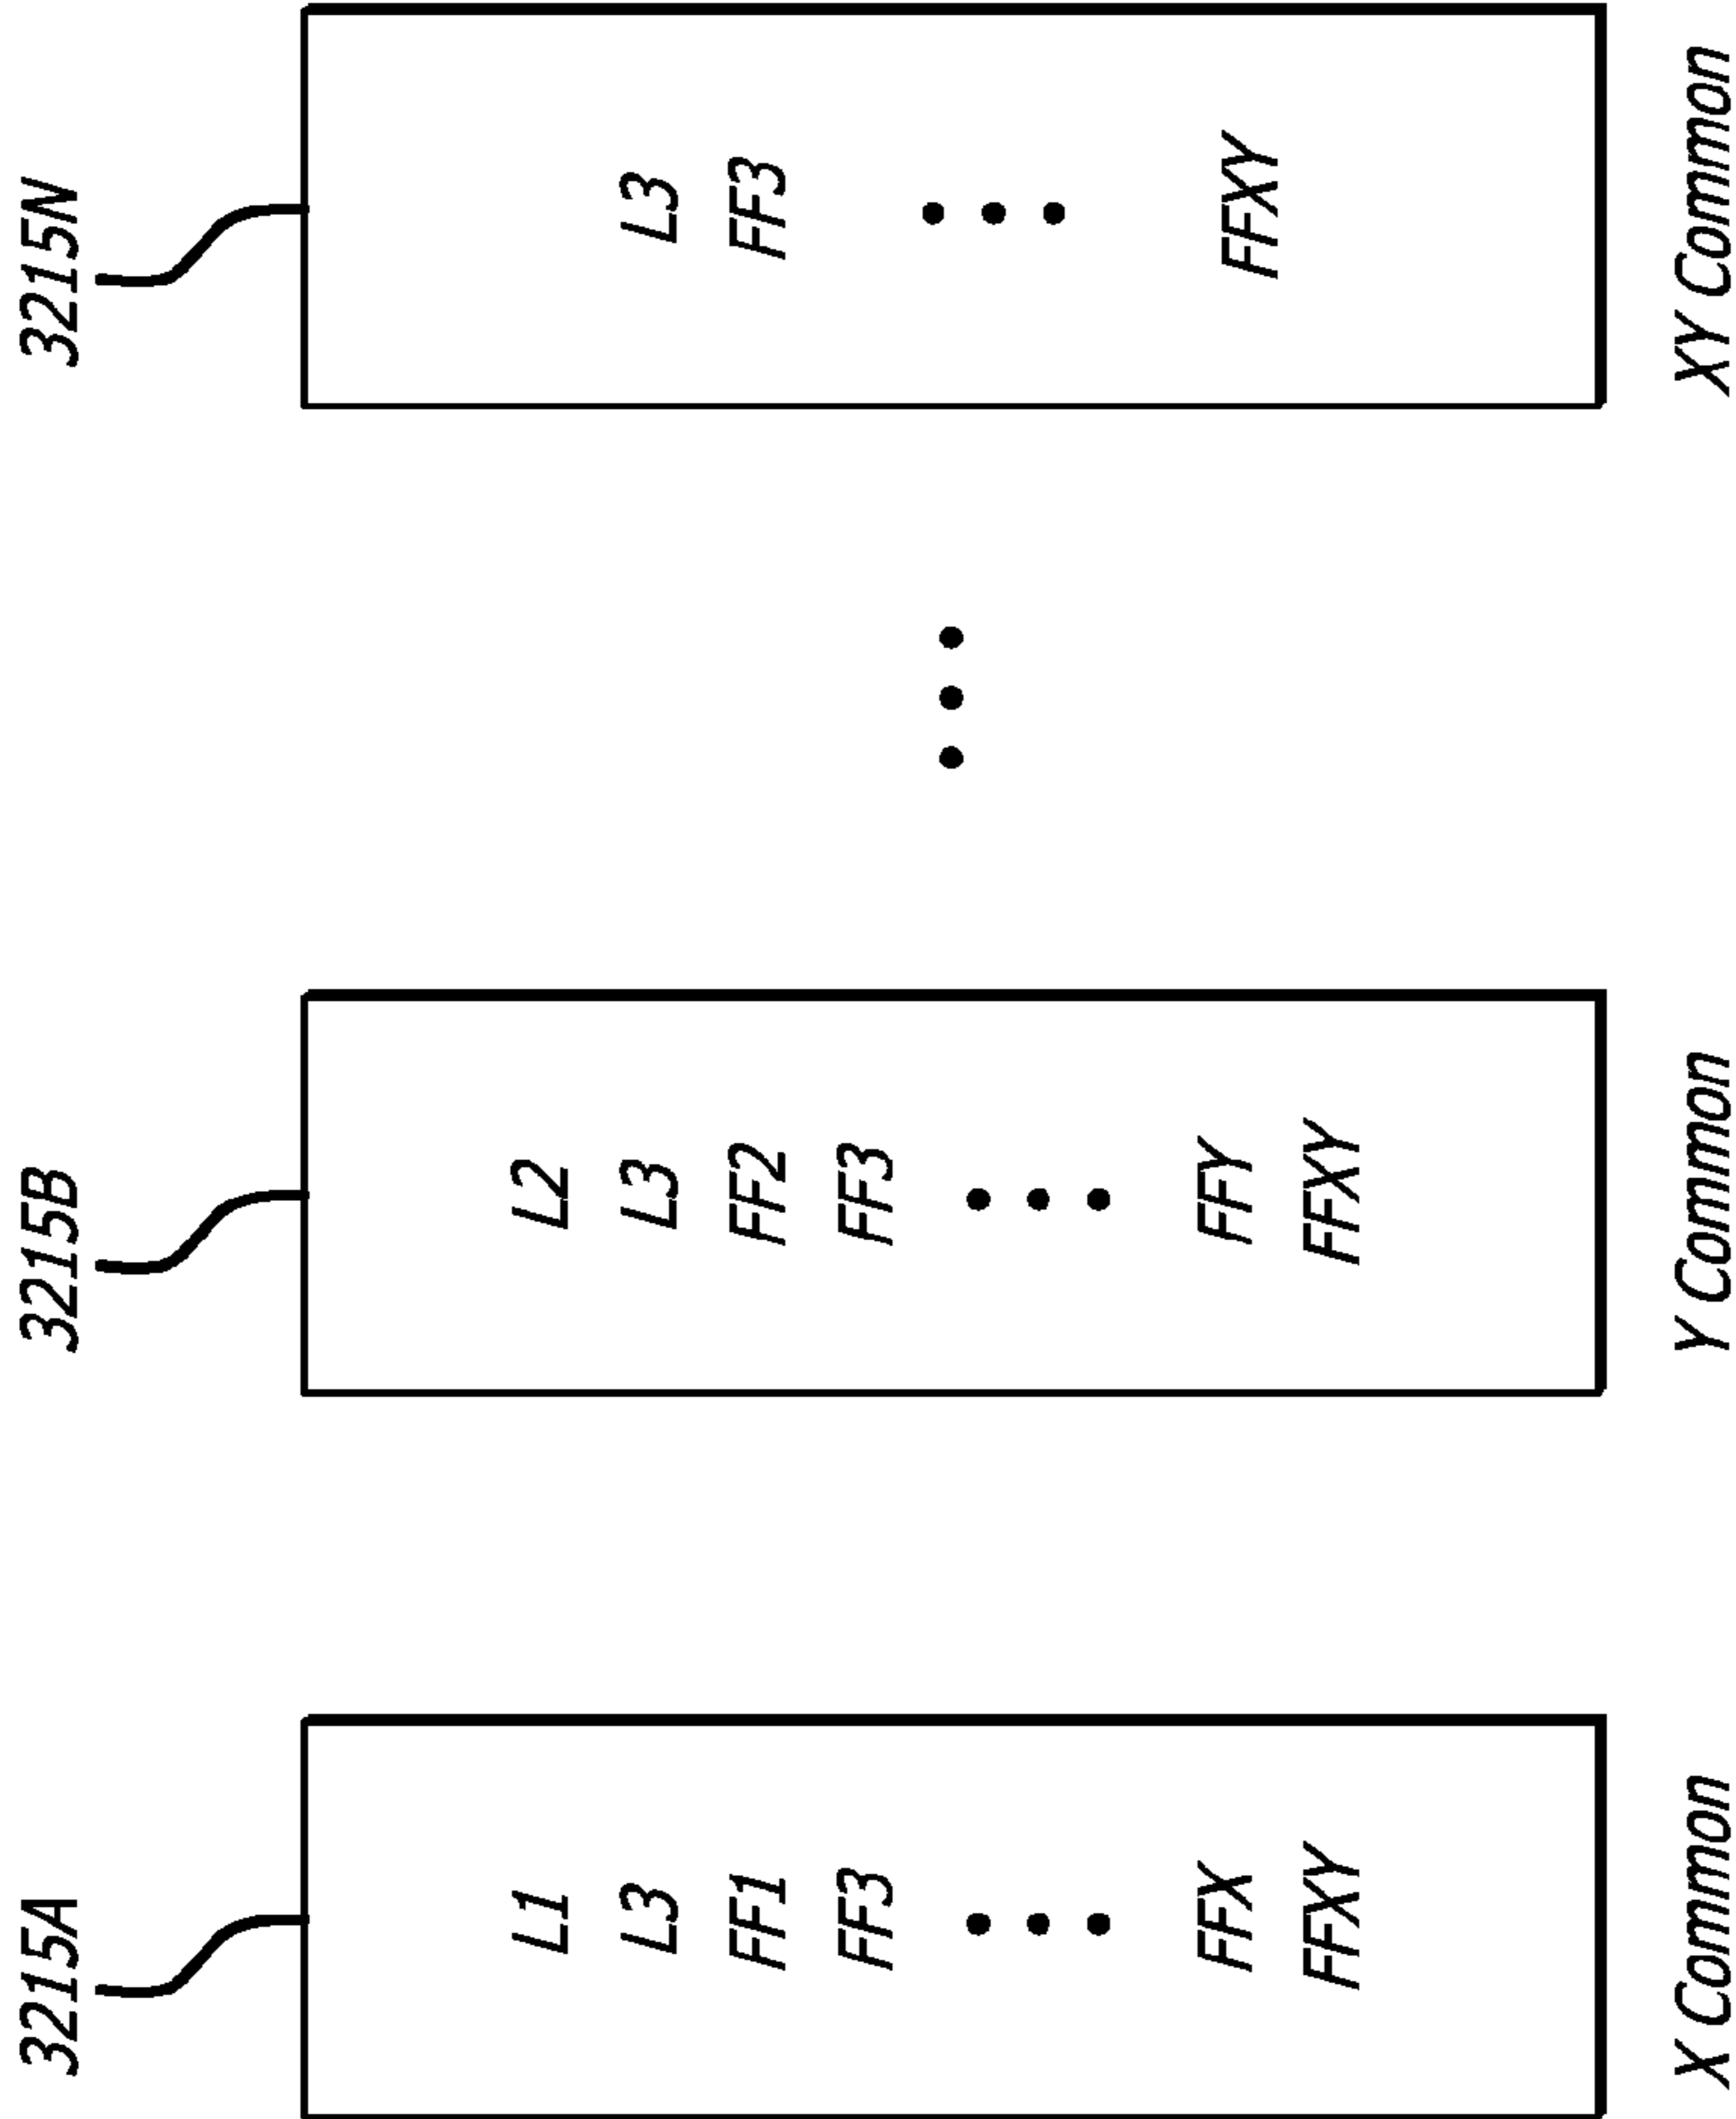 3215A
L1
L3
FF1
FF3
FFX
FFXY
X Common
3215B
L2
L3
FF2
FF3
FFY
FFXY
Y Common
3215N
L3
FF3
FFXY
XY Common